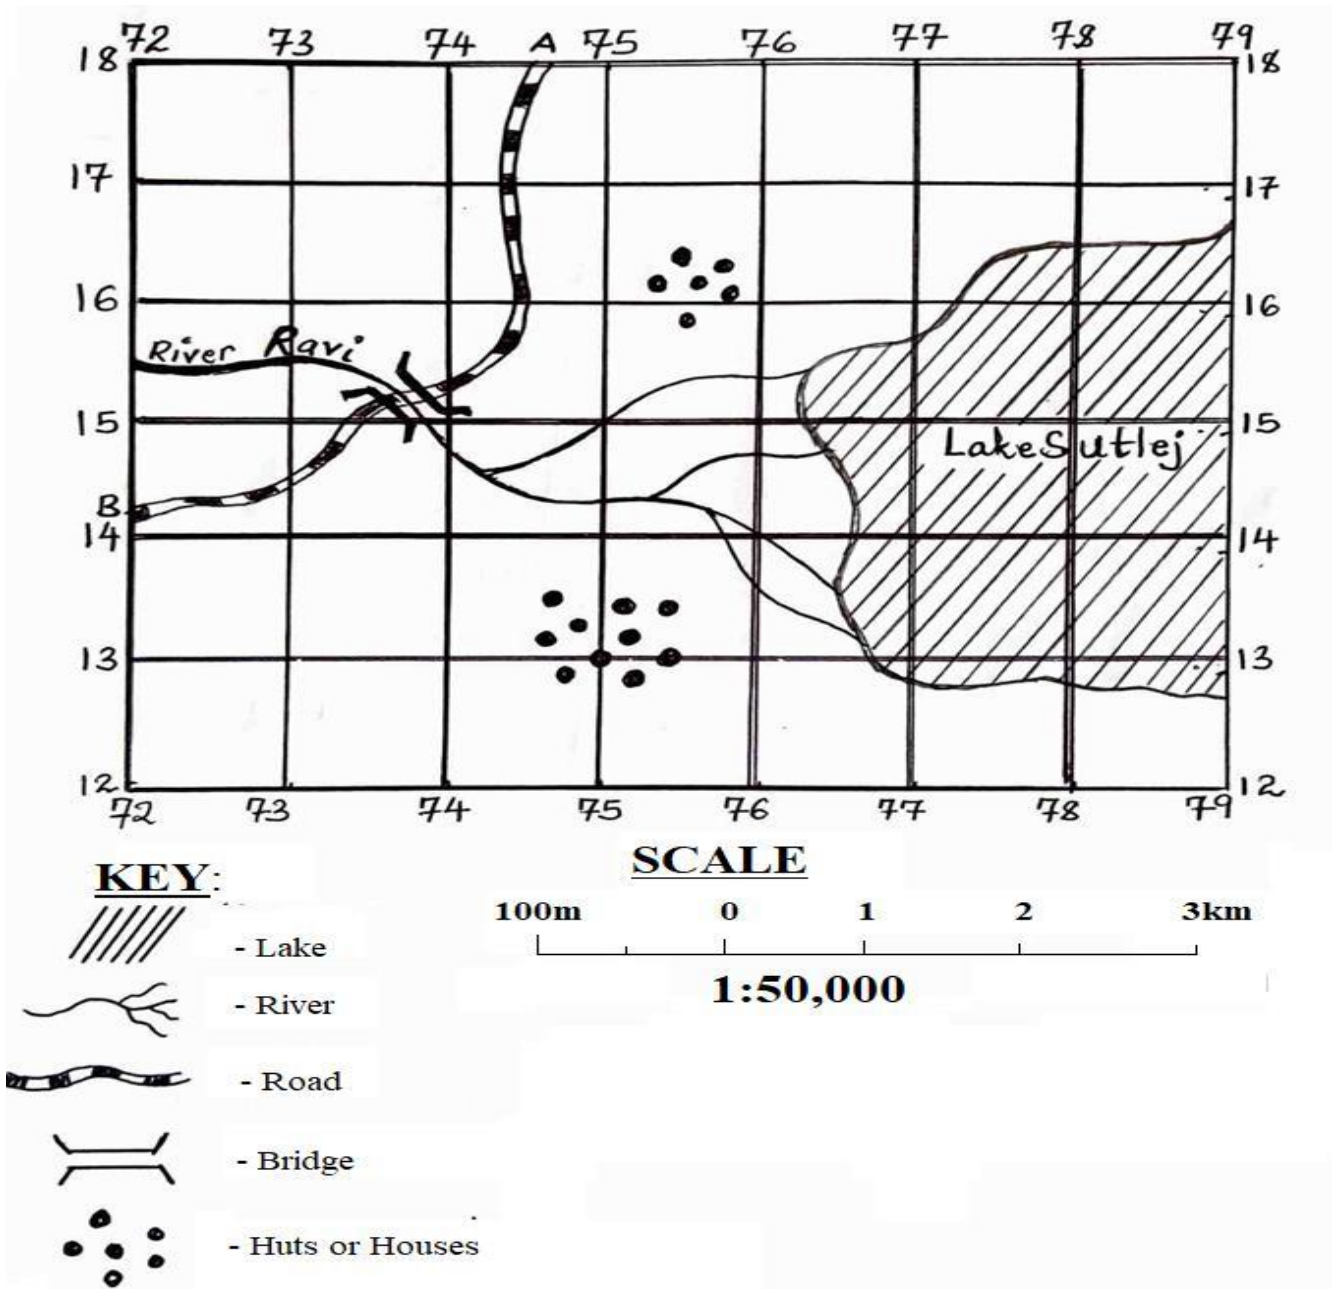 72 73 74 A 75 76 77 78 79
18 18
17 17
16 16
River Ravi
15 15
Lake Sutlej
B
14 14
13 13
12 12
72 73 74 75 76 77 78 79
KEY:
SCALE
100m 0 1 2 3km
1:50,000
- Lake
- River
- Road
- Bridge
- Huts or Houses